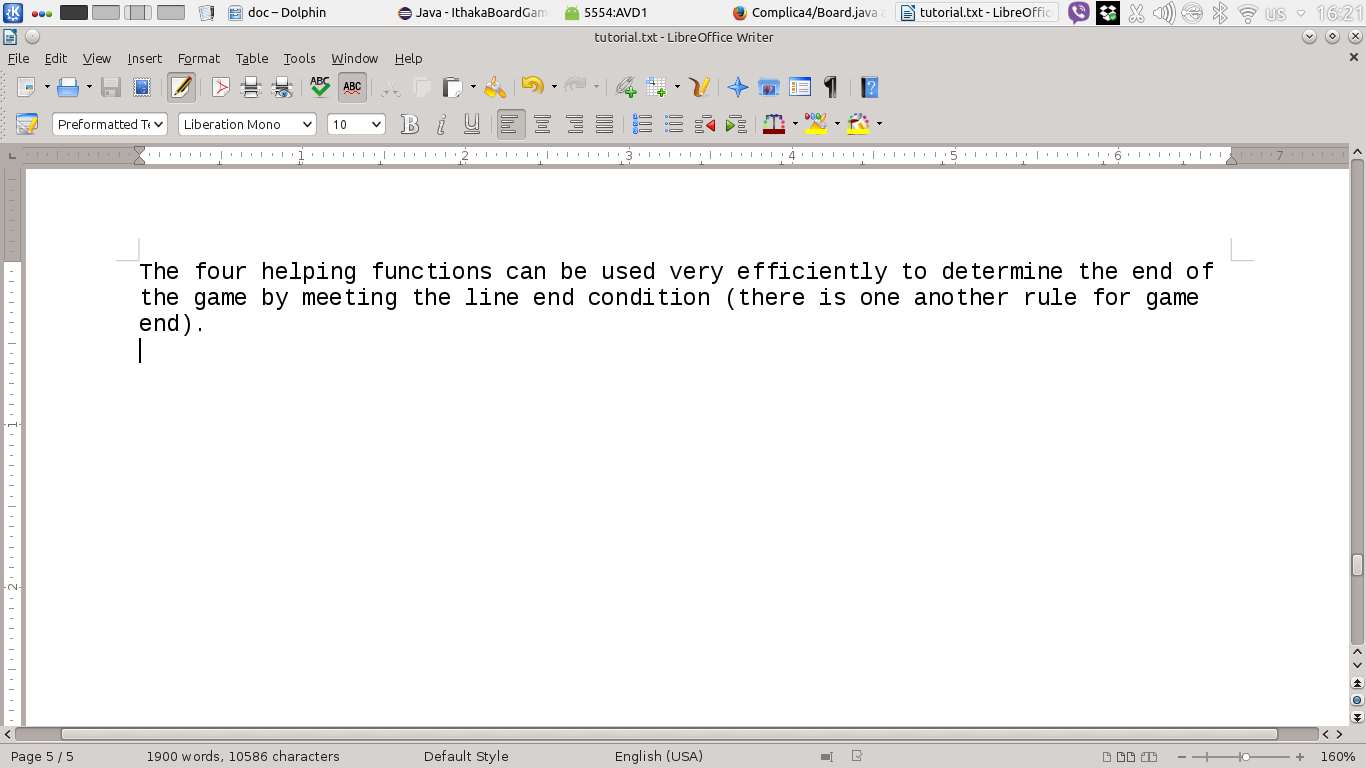 doc – Dolphin Java - IthakaBoardGam 5554:AVD1 Complica4/Board.java a tutorial.txt - LibreOffic us 16:21
tutorial.txt - LibreOffice Writer
File Edit View Insert Format Table Tools Window Help
ABC ABC
Preformatted Te Liberation Mono 10 B i U
1 2 3 4 5 6 7
The four helping functions can be used very efficiently to determine the end of
the game by meeting the line end condition (there is one another rule for game
end).
1
2
Page 5 / 5 1900 words, 10586 characters Default Style English (USA) 160%